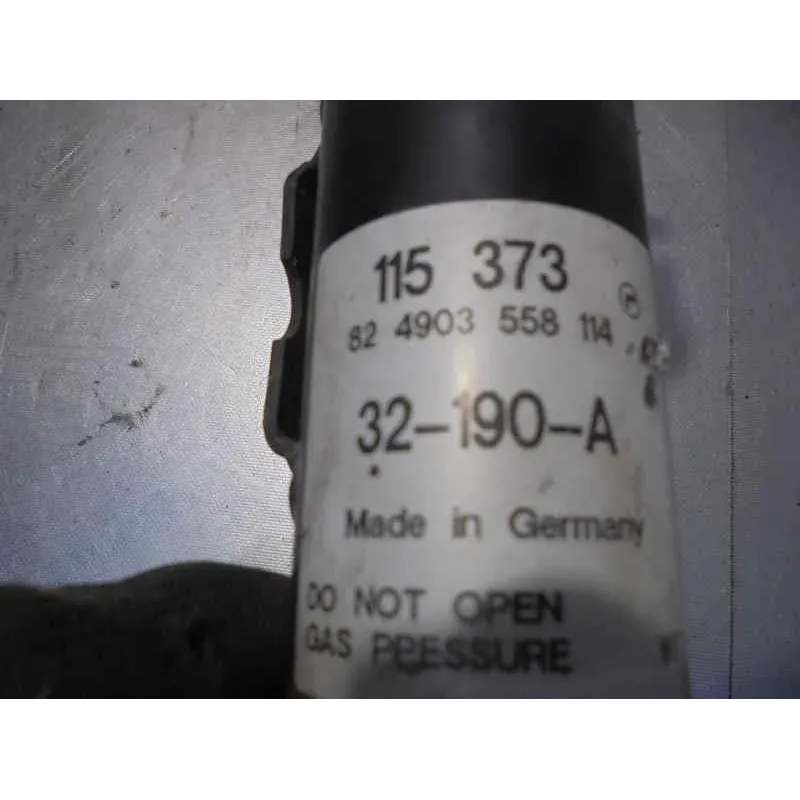 115 373
82 4903 558 114
32-190-A
Made in Germany
DO NOT OPEN
GAS PRESSURE